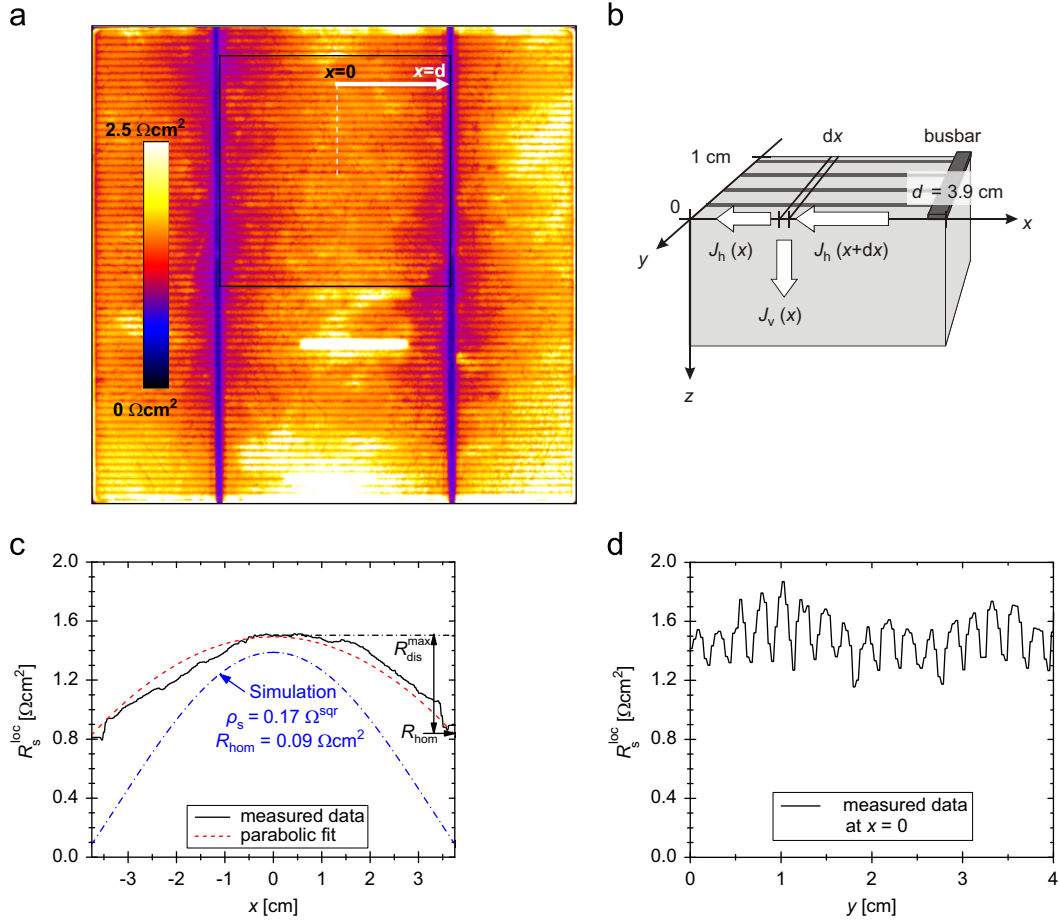 a
x=0
x=d
2.5 Ωcm²
0 Ωcm²
b
dx
busbar
1 cm
d = 3.9 cm
0
x
J_h (x)
J_h (x+dx)
y
J_v (x)
z
c
R_s^loc [Ωcm²]
2.0
1.6
1.2
0.8
0.4
0.0
R_dis^max
Simulation
ρ_s = 0.17 Ω^sqr
R_hom = 0.09 Ωcm²
R_hom
measured data
parabolic fit
-3 -2 -1 0 1 2 3
x [cm]
d
R_s^loc [Ωcm²]
2.0
1.6
1.2
0.8
0.4
0.0
measured data
at x = 0
0 1 2 3 4
y [cm]